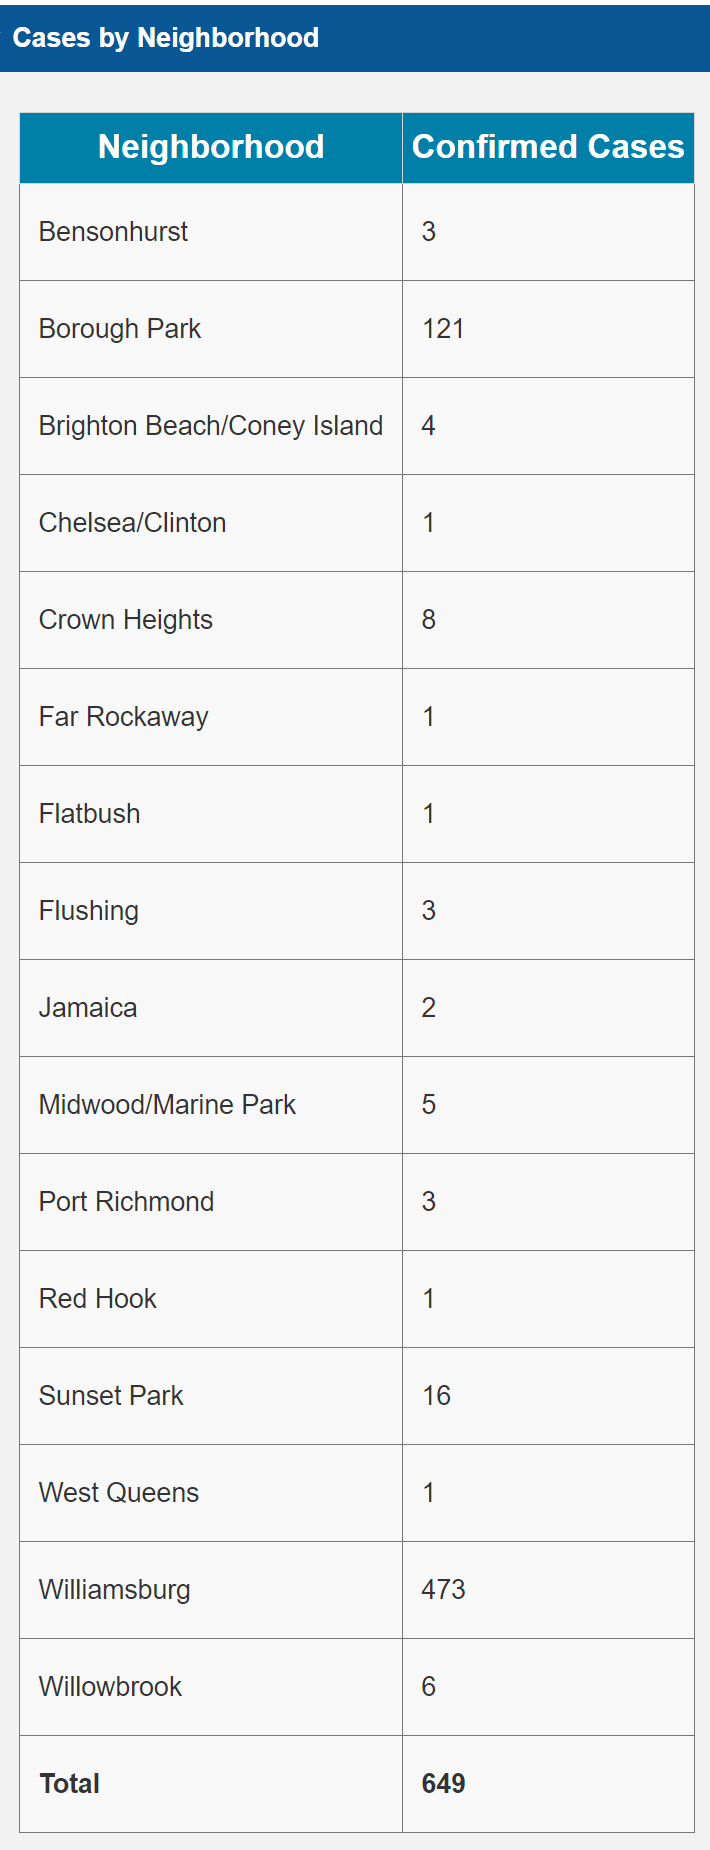 Cases by Neighborhood
Neighborhood Confirmed Cases
Bensonhurst 3
Borough Park 121
Brighton Beach/Coney Island 4
Chelsea/Clinton 1
Crown Heights 8
Far Rockaway 1
Flatbush 1
Flushing 3
Jamaica 2
Midwood/Marine Park 5
Port Richmond 3
Red Hook 1
Sunset Park 16
West Queens 1
Williamsburg 473
Willowbrook 6
Total 649